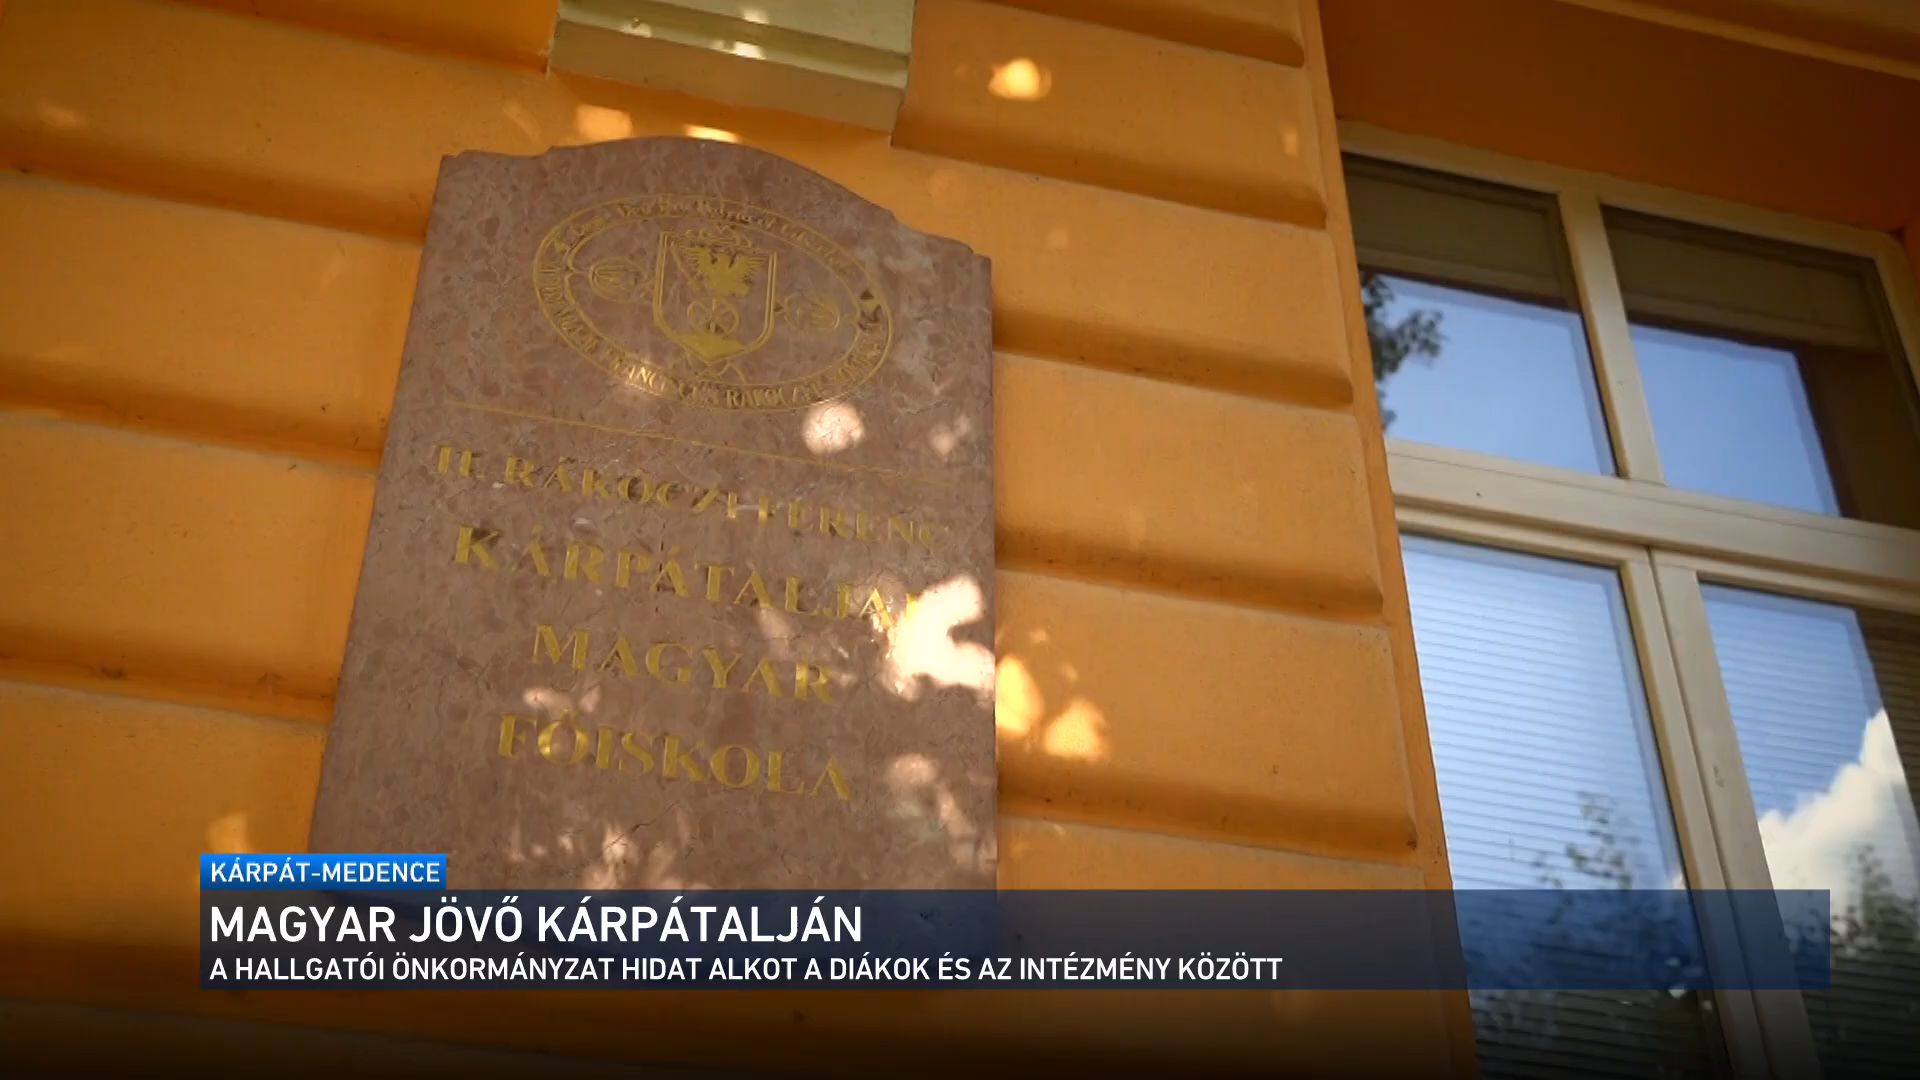 II. RÁKÓCZI FERENC
KÁRPÁTALJAI
MAGYAR
FŐISKOLA
KÁRPÁT-MEDENCE
MAGYAR JÖVŐ KÁRPÁTALJÁN
A HALLGATÓI ÖNKORMÁNYZAT HIDAT ALKOT A DIÁKOK ÉS AZ INTÉZMÉNY KÖZÖTT